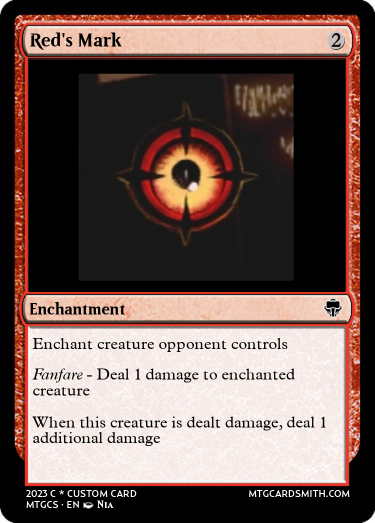 Red's Mark 2
Enchantment
Enchant creature opponent controls
Fanfare - Deal 1 damage to enchanted
creature
When this creature is dealt damage, deal 1
additional damage
2023 C * CUSTOM CARD MTGCARDSMITH.COM
MTGCS · EN NIA